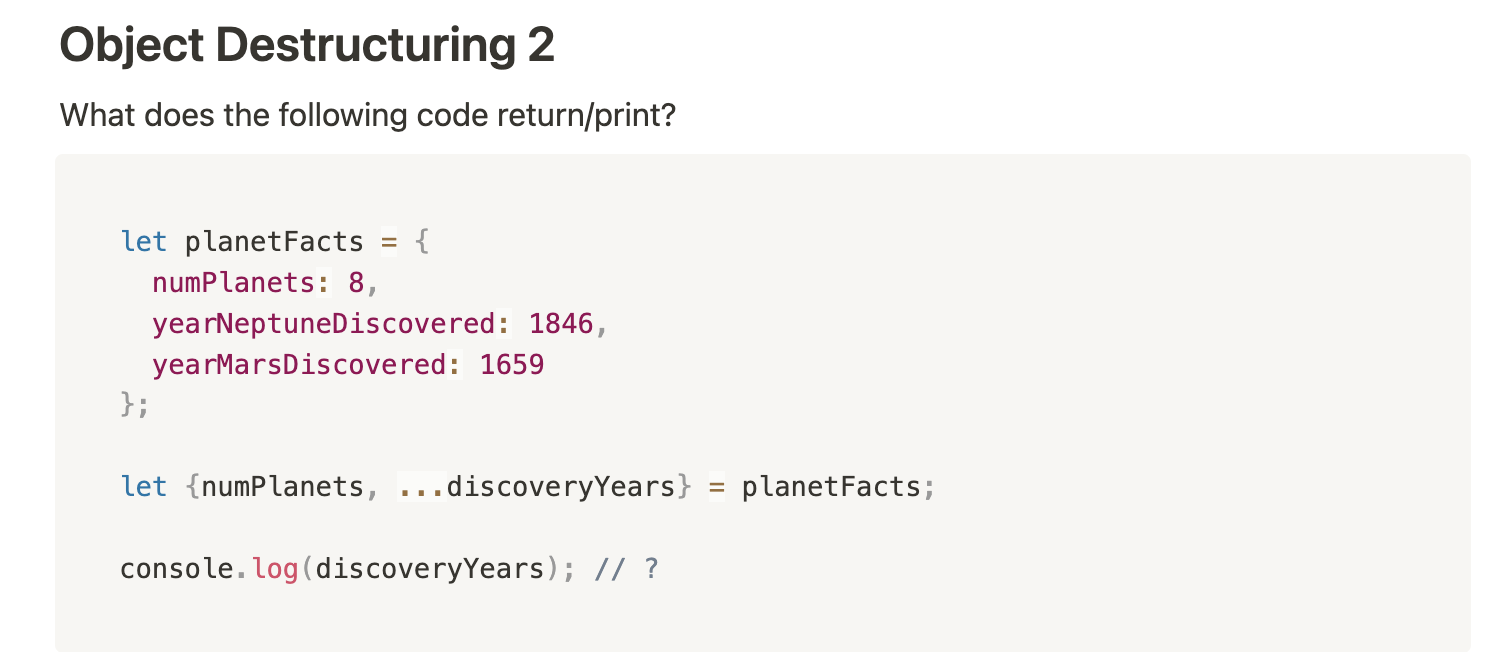 Object Destructuring 2
What does the following code return/print?
let planetFacts = {
  numPlanets: 8,
  yearNeptuneDiscovered: 1846,
  yearMarsDiscovered: 1659
};
let {numPlanets, ...discoveryYears} = planetFacts;
console.log(discoveryYears); // ?